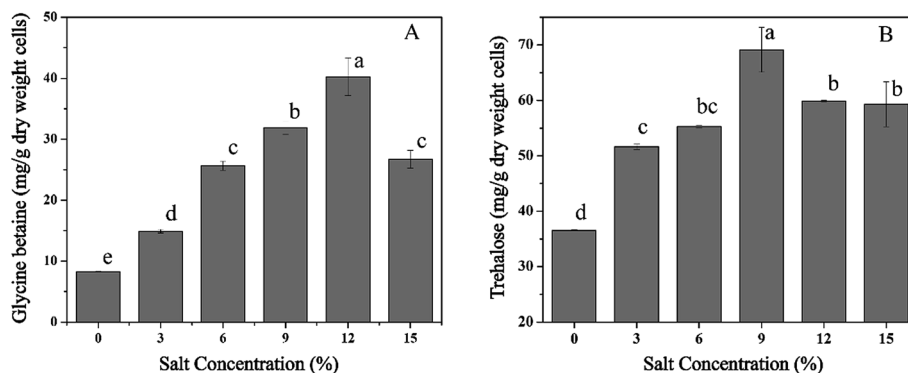 A
Glycine betaine (mg/g dry weight cells)
50
40
30
20
10
0
e
d
c
b
a
c
0 3 6 9 12 15
Salt Concentration (%)
B
Trehalose (mg/g dry weight cells)
70
60
50
40
30
20
d
c
bc
a
b
b
0 3 6 9 12 15
Salt Concentration (%)